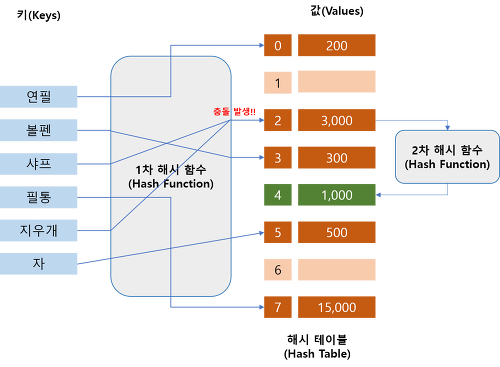 키(Keys)
값(Values)
연필
볼펜
샤프
필통
지우개
자
1차 해시 함수
(Hash Function)
충돌 발생!!
0 200
1
2 3,000
3 300
4 1,000
5 500
6
7 15,000
2차 해시 함수
(Hash Function)
해시 테이블
(Hash Table)